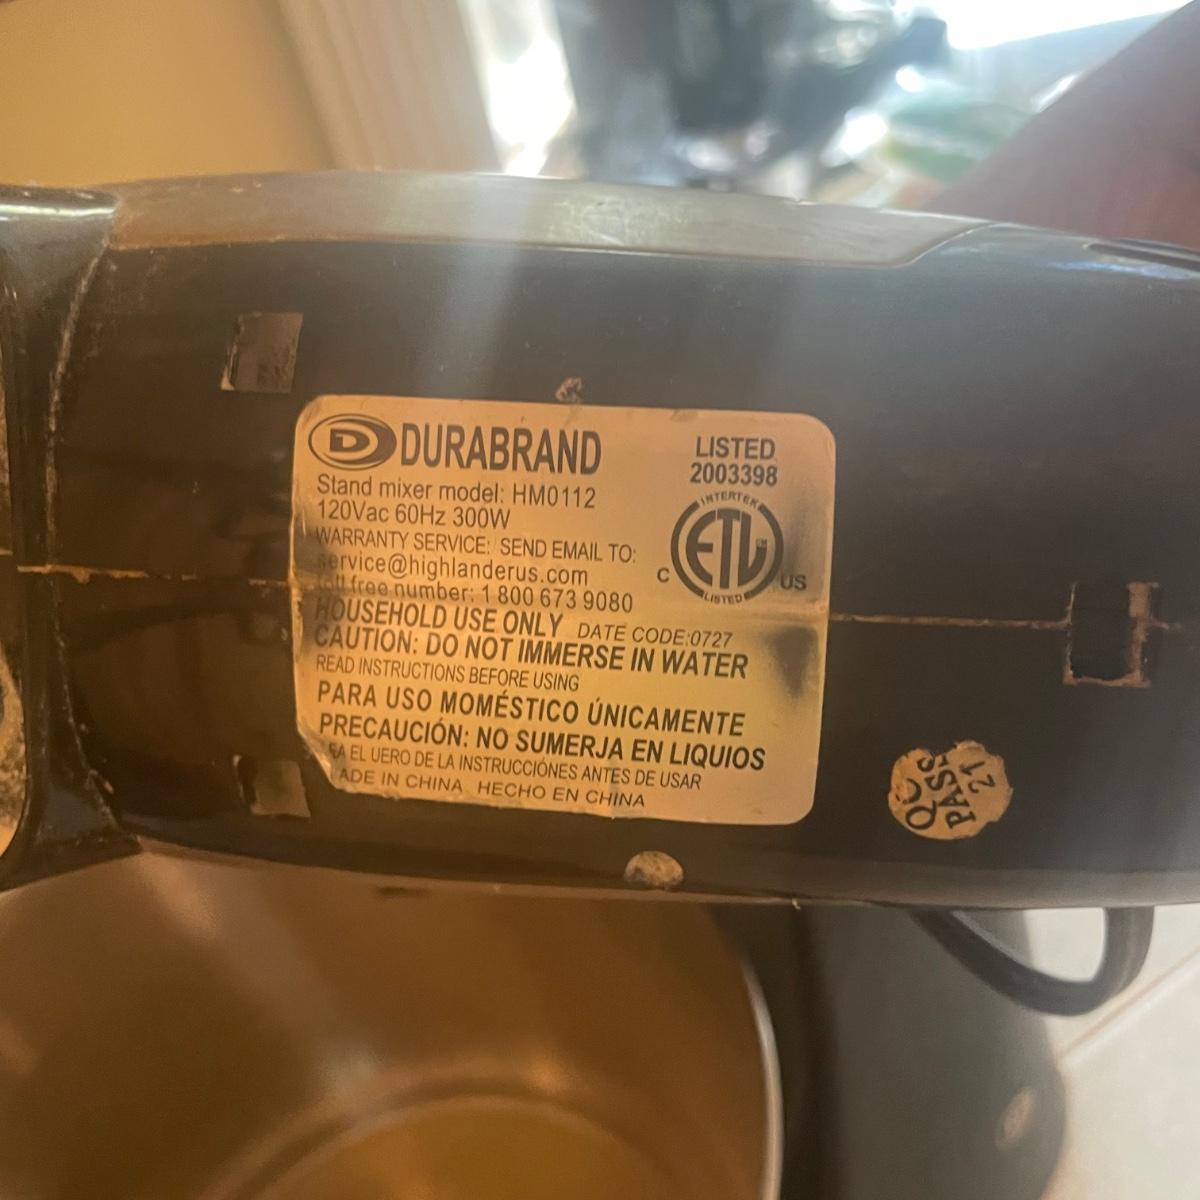 D DURABRAND
Stand mixer model: HM0112
120Vac 60Hz 300W
WARRANTY SERVICE: SEND EMAIL TO:
service@highlanderus.com
toll free number: 1 800 673 9080
HOUSEHOLD USE ONLY DATE CODE:0727
CAUTION: DO NOT IMMERSE IN WATER
READ INSTRUCTIONS BEFORE USING
PARA USO MOMÉSTICO ÚNICAMENTE
PRECAUCIÓN: NO SUMERJA EN LIQUIOS
EA EL UERO DE LA INSTRUCCIÓNES ANTES DE USAR
ADE IN CHINA HECHO EN CHINA
LISTED
2003398
INTERTEK
ETL
C US
LISTED
QC
PASS
21